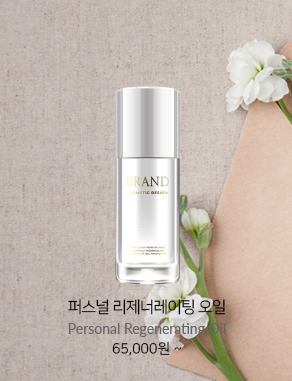 BRAND
COSMETIC DESIGN
퍼스널 리제너레이팅 오일
Personal Regenerating Oil
65,000원 ~